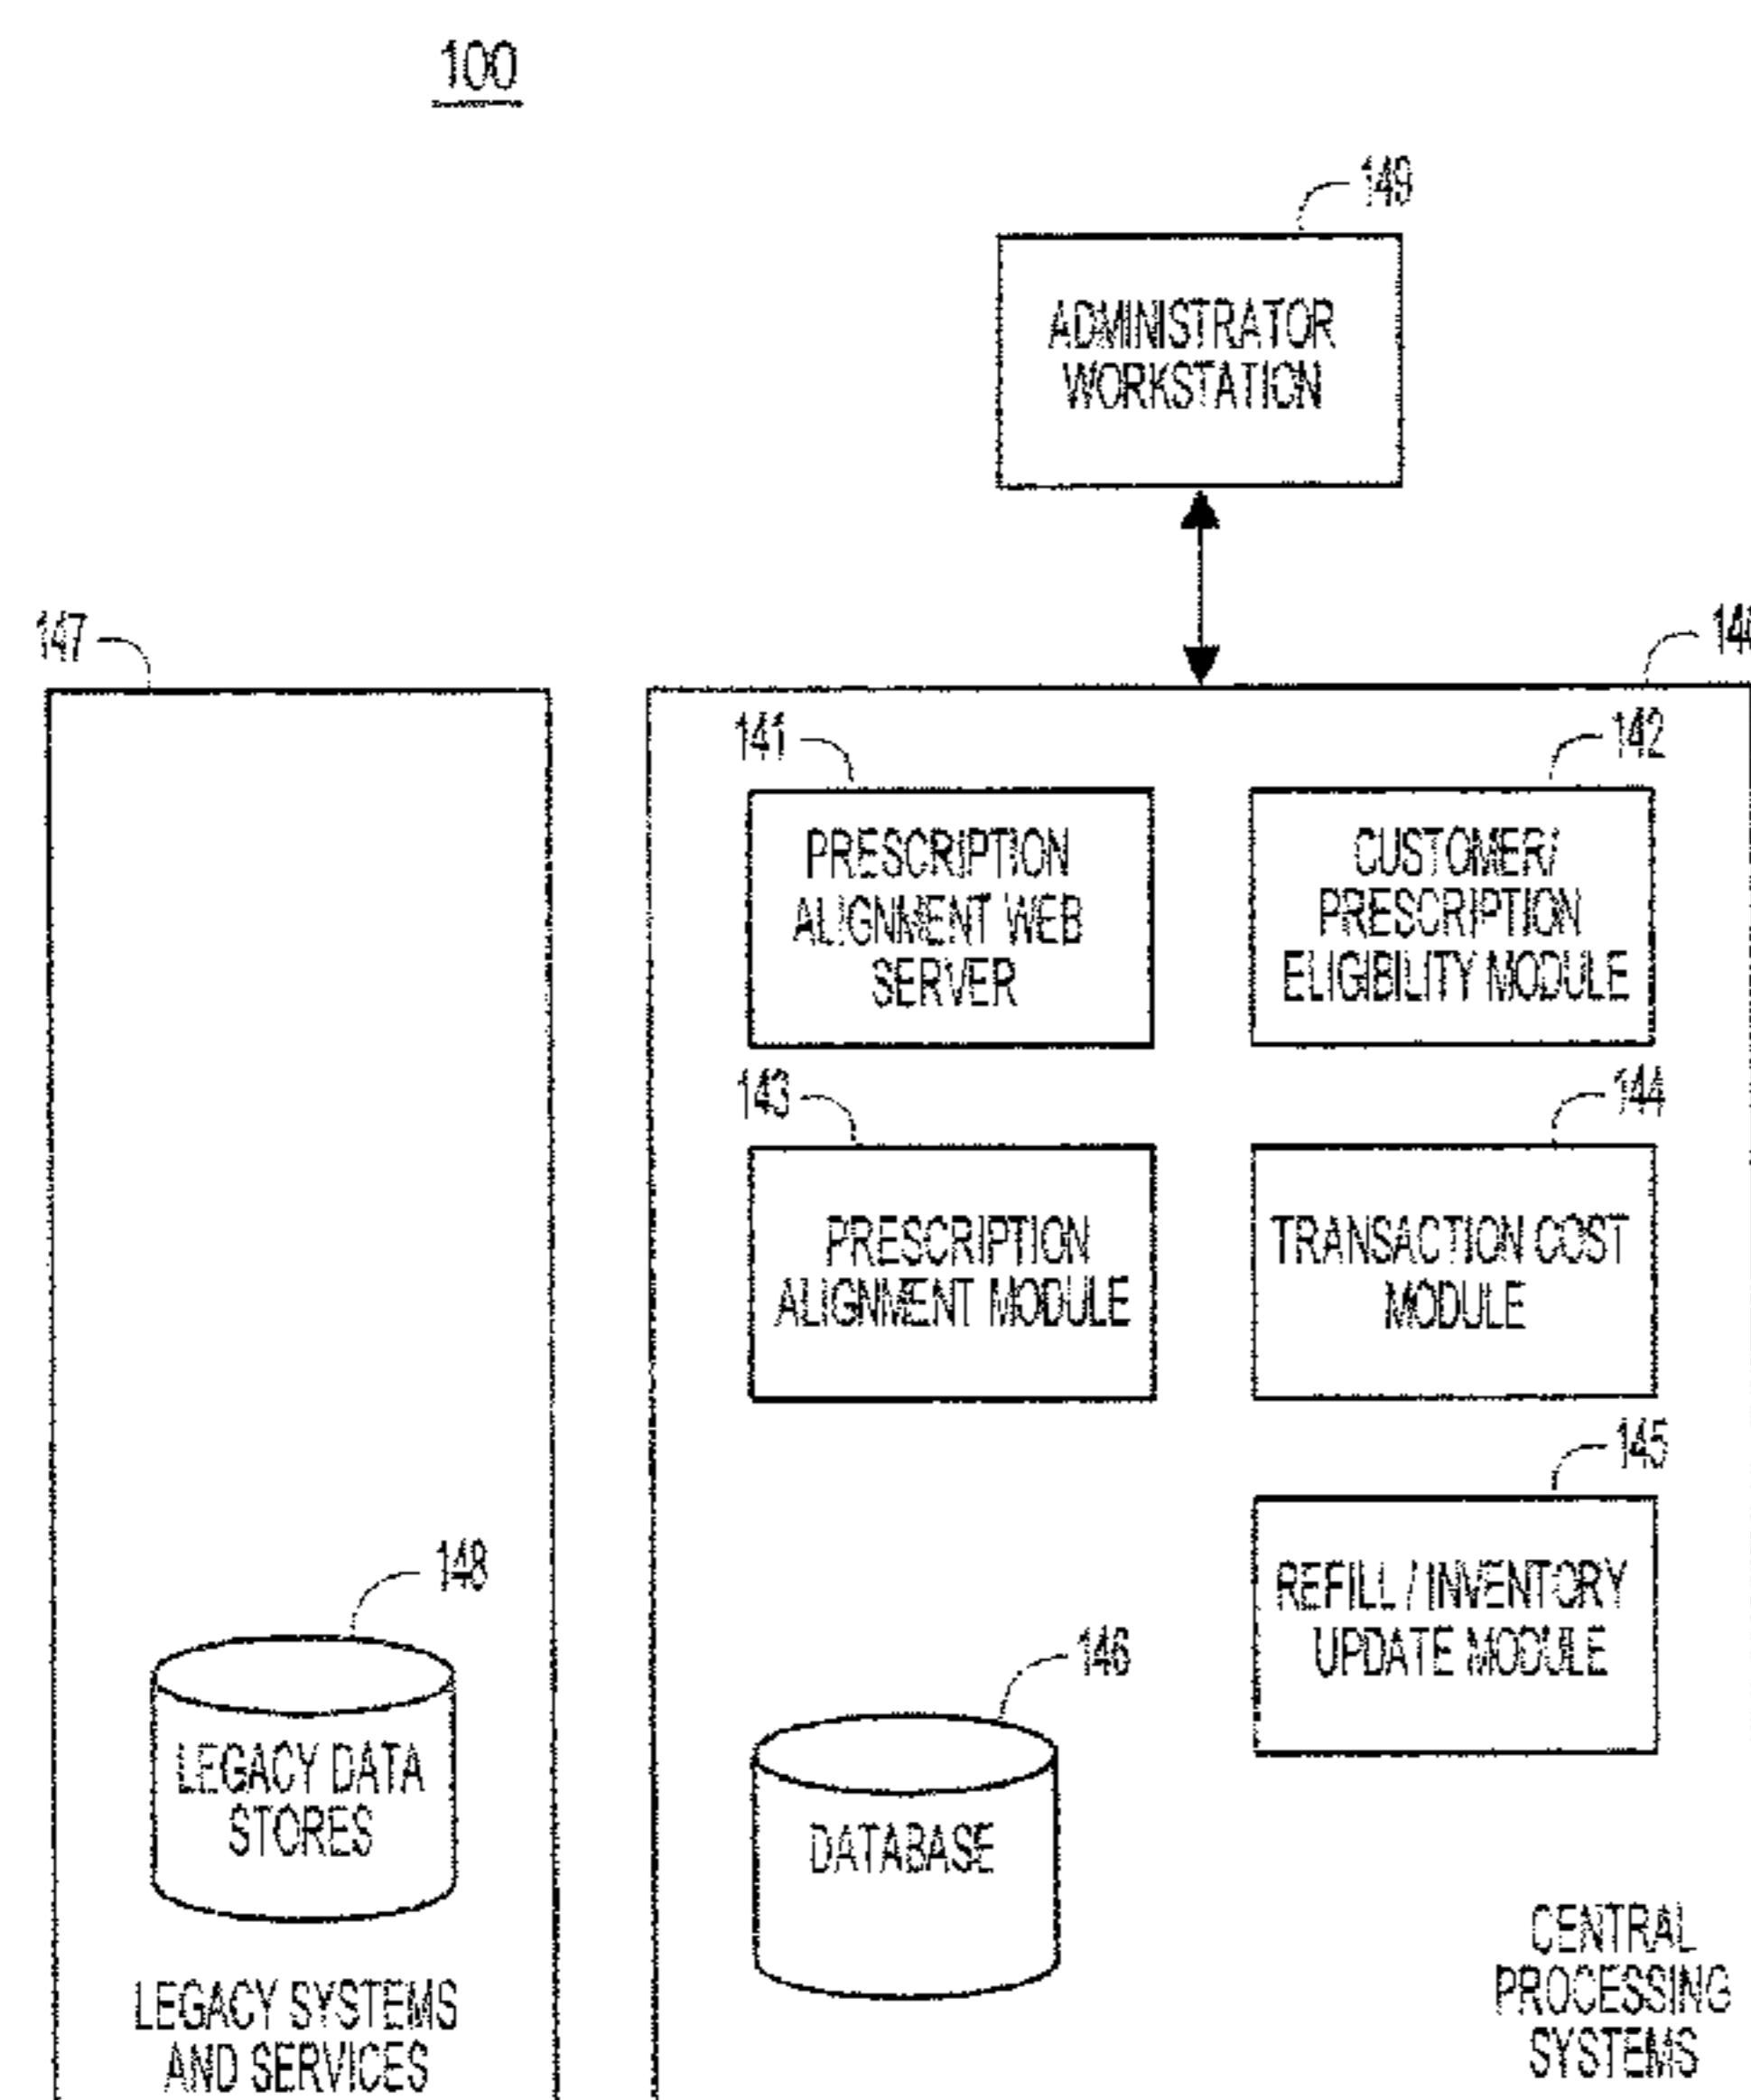 100
149
ADMINISTRATOR
WORKSTATION
147
141
142
PRESCRIPTION
ALIGNMENT WEB
SERVER
CUSTOMER/
PRESCRIPTION
ELIGIBILITY MODULE
143
144
PRESCRIPTION
ALIGNMENT MODULE
TRANSACTION COST
MODULE
145
REFILL / INVENTORY
UPDATE MODULE
148
LEGACY DATA
STORES
146
DATABASE
LEGACY SYSTEMS
AND SERVICES
CENTRAL
PROCESSING
SYSTEMS